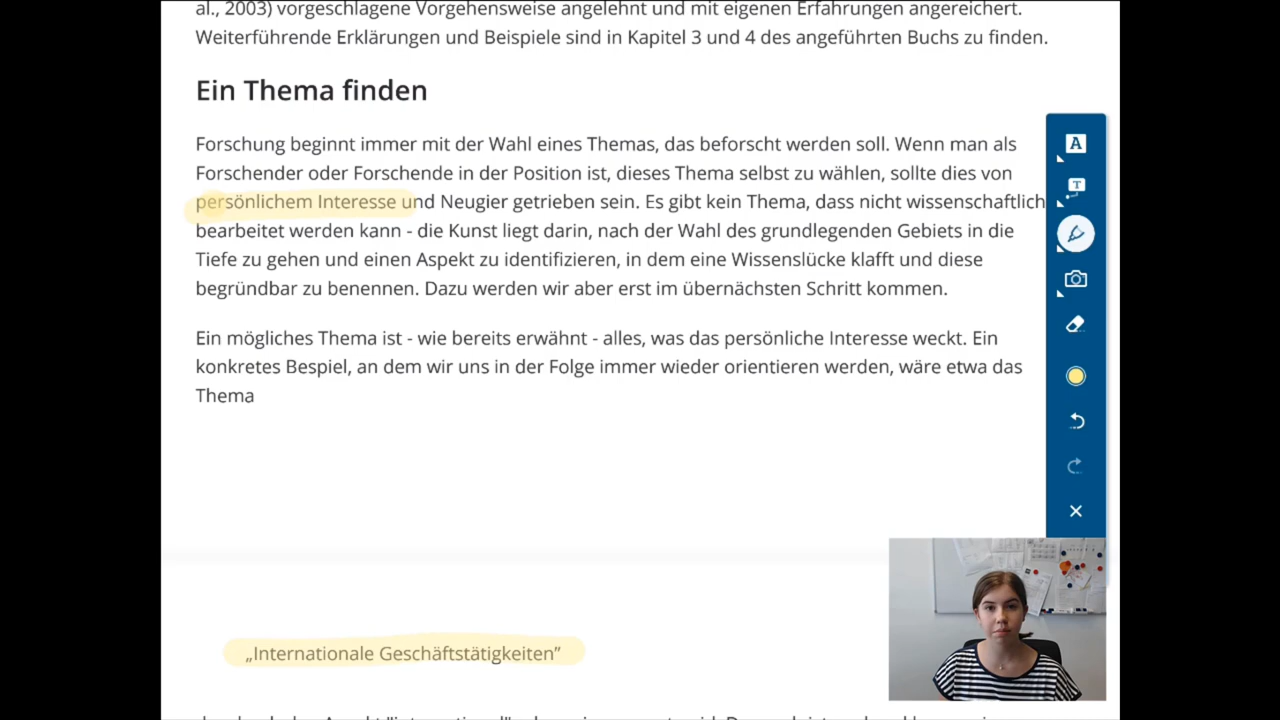 al., 2003) vorgeschlagene Vorgehensweise angelehnt und mit eigenen Erfahrungen angereichert.
Weiterführende Erklärungen und Beispiele sind in Kapitel 3 und 4 des angeführten Buchs zu finden.
Ein Thema finden
Forschung beginnt immer mit der Wahl eines Themas, das beforscht werden soll. Wenn man als
Forschender oder Forschende in der Position ist, dieses Thema selbst zu wählen, sollte dies von
persönlichem Interesse und Neugier getrieben sein. Es gibt kein Thema, dass nicht wissenschaftlich
bearbeitet werden kann - die Kunst liegt darin, nach der Wahl des grundlegenden Gebiets in die
Tiefe zu gehen und einen Aspekt zu identifizieren, in dem eine Wissenslücke klafft und diese
begründbar zu benennen. Dazu werden wir aber erst im übernächsten Schritt kommen.
Ein mögliches Thema ist - wie bereits erwähnt - alles, was das persönliche Interesse weckt. Ein
konkretes Bespiel, an dem wir uns in der Folge immer wieder orientieren werden, wäre etwa das
Thema
„Internationale Geschäftstätigkeiten”
A
T